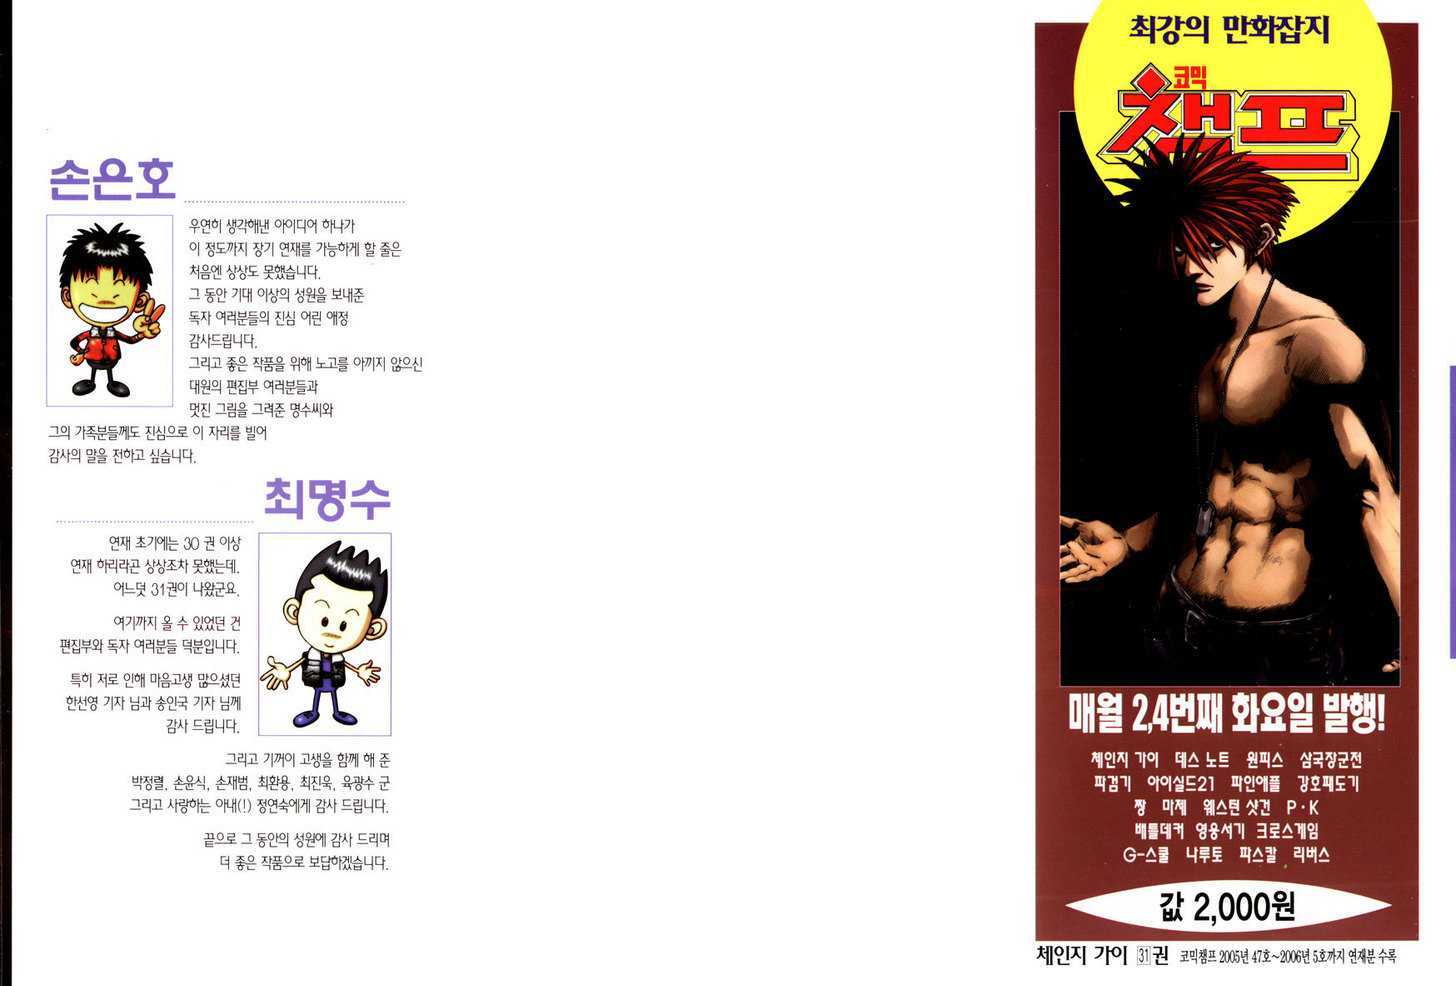 손은호
우연히 생각해낸 아이디어 하나가
이 정도까지 장기 연재를 가능하게 할 줄은
처음엔 상상도 못했습니다.
그 동안 기대 이상의 성원을 보내준
독자 여러분들의 진심 어린 애정
감사드립니다.
그리고 좋은 작품을 위해 노고를 아끼지 않으신
대원의 편집부 여러분들과
멋진 그림을 그려준 명수씨와
그의 가족분들께도 진심으로 이 자리를 빌어
감사의 말을 전하고 싶습니다.
최명수
연재 초기에는 30 권 이상
연재 하리라곤 상상조차 못했는데.
어느덧 31권이 나왔군요.
여기까지 올 수 있었던 건
편집부와 독자 여러분들 덕분입니다.
특히 저로 인해 마음고생 많으셨던
한선영 기자 님과 송인국 기자 님께
감사 드립니다.
그리고 기꺼이 고생을 함께 해 준
박정렬, 손윤식, 손재범, 최환용, 최진욱, 육광수 군
그리고 사랑하는 아내(!) 정연숙에게 감사 드립니다.
끝으로 그 동안의 성원에 감사 드리며
더 좋은 작품으로 보답하겠습니다.
최강의 만화잡지
코믹
챔프
매월 2,4번째 화요일 발행!
체인지 가이 데스 노트 원피스 삼국장군전
파검기 아이실드21 파인애플 강호패도기
짱 마제 웨스턴 샷건 P·K
배틀데커 영웅서기 크로스게임
G-스쿨 나루토 파스칼 리버스
값 2,000원
체인지 가이 31권 코믹챔프 2005년 47호~2006년 5호까지 연재분 수록